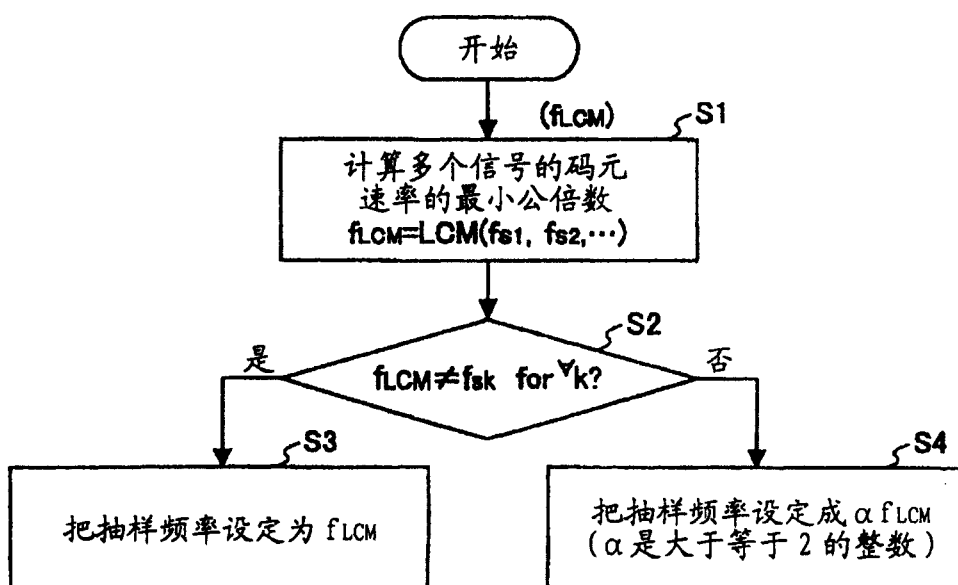 开始
(fLCM)
S1
计算多个信号的码元
速率的最小公倍数
fLCM=LCM(fs1, fs2,···)
S2
是
fLCM≠fsk for ∀k?
否
S3
把抽样频率设定为 fLCM
S4
把抽样频率设定成 α fLCM
(α是大于等于 2 的整数)